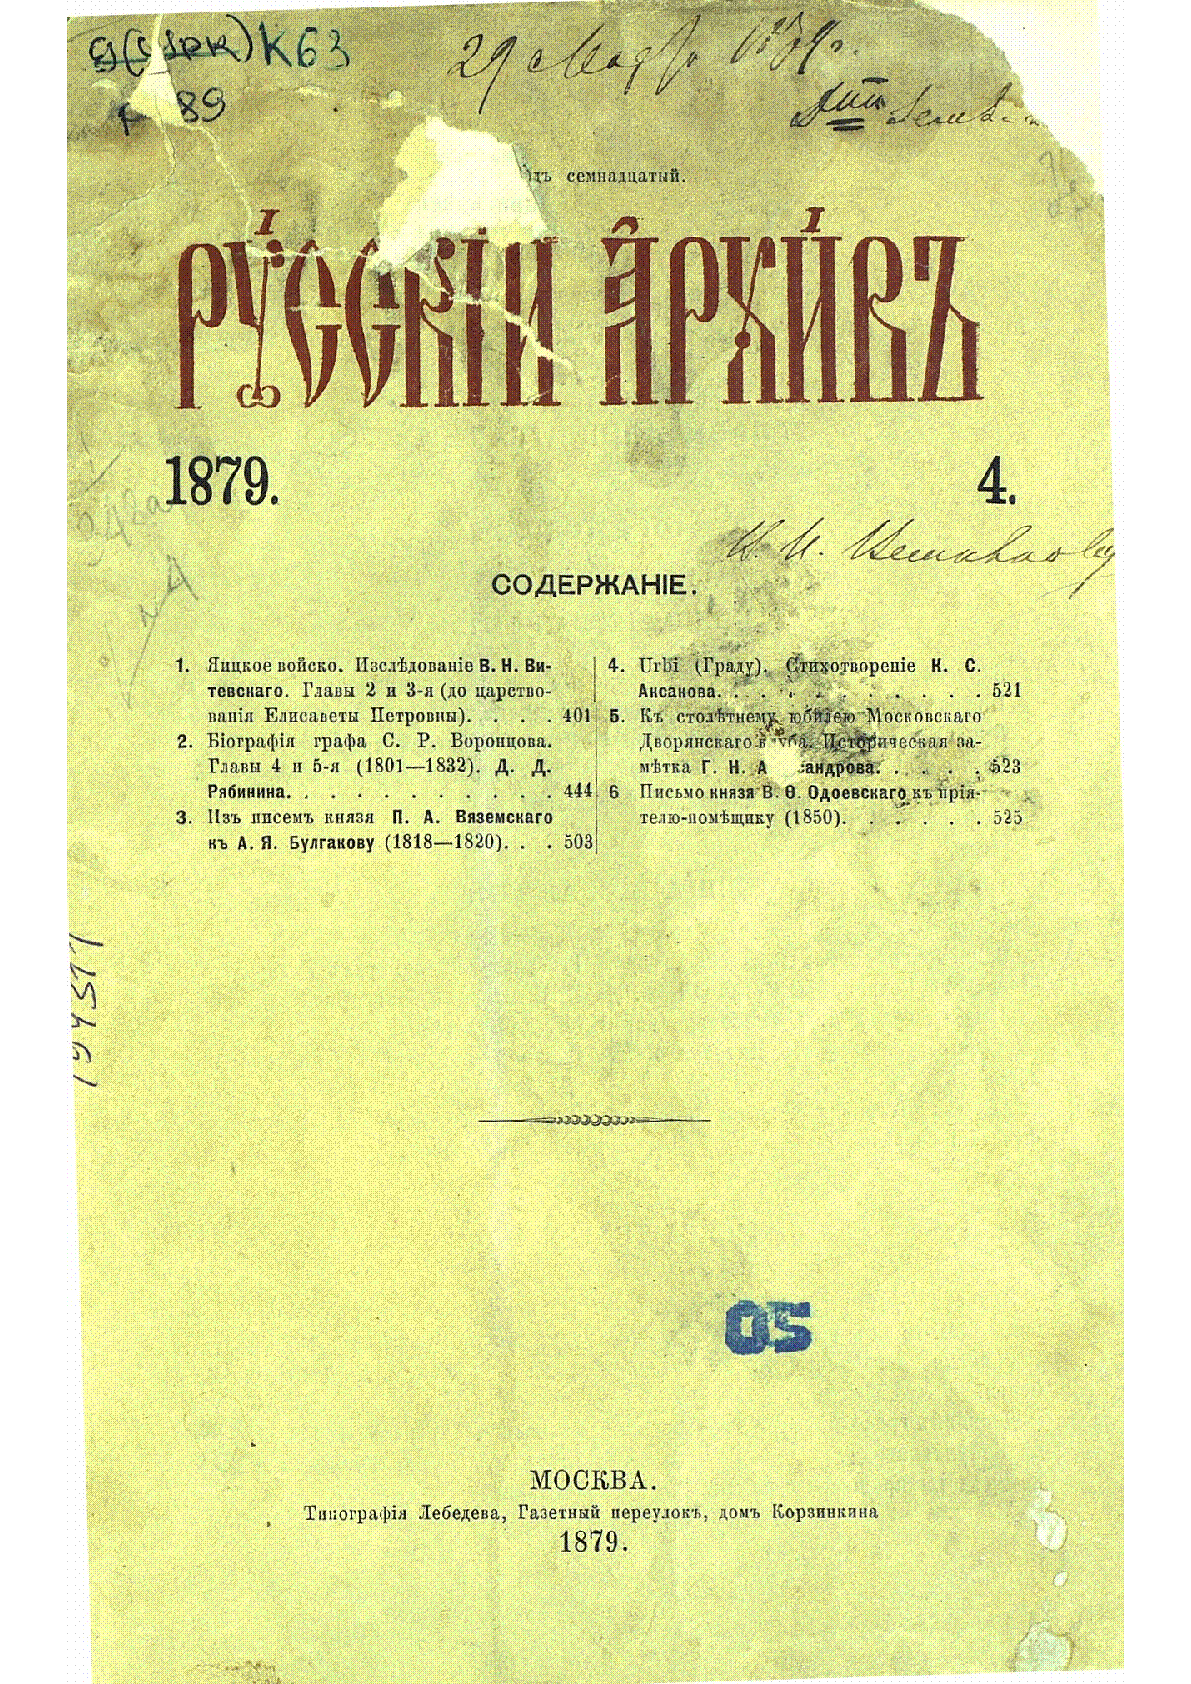 К63
89
29
семнадцатый.
РУССКІЙ АРХИВЪ
1879.
4.
СОДЕРЖАНІЕ.
1. Яицкое войско. Изслѣдованіе В. Н. Ви-
тевскаго. Главы 2 и 3-я (до царство-
ванія Елисаветы Петровны). . . . 401
2. Біографія графа С. Р. Воронцова.
Главы 4 и 5-я (1801—1832). Д. Д.
Рябинина. . . . . . . . . . . 444
3. Изъ писемъ князя П. А. Вяземскаго
къ А. Я. Булгакову (1818—1820). . . 503
4. Urbi (Граду). Стихотвореніе К. С.
Аксакова. . . . . . . . . . . 521
5. Къ столѣтнему юбилею Московскаго
Дворянскаго Историческая за-
мѣтка Г. Н. . . . . 523
6 Письмо князя В. Ѳ. Одоевскаго къ прія-
телю-помѣщику (1850). . . . . . 525
19451
05
МОСКВА.
Типографія Лебедева, Газетный переулокъ, домъ Корзинкина
1879.